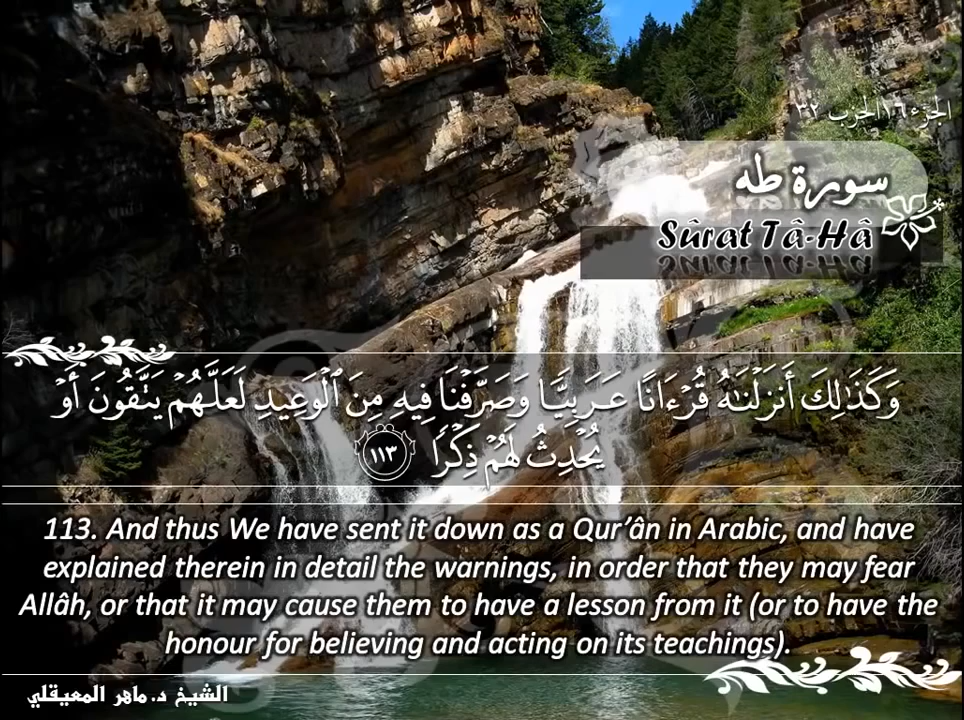 الجزء ١٦ الحزب ٣٢
سورة طه
Sûrat Tâ-Hâ
وَكَذَٰلِكَ أَنزَلْنَـٰهُ قُرْءَانًا عَرَبِيًّا وَصَرَّفْنَا فِيهِ مِنَ ٱلْوَعِيدِ لَعَلَّهُمْ يَتَّقُونَ أَوْ
يُحْدِثُ لَهُمْ ذِكْرًا ١١٣
113. And thus We have sent it down as a Qur’ân in Arabic, and have
explained therein in detail the warnings, in order that they may fear
Allâh, or that it may cause them to have a lesson from it (or to have the
honour for believing and acting on its teachings).
الشيخ د. ماهر المعيقلي